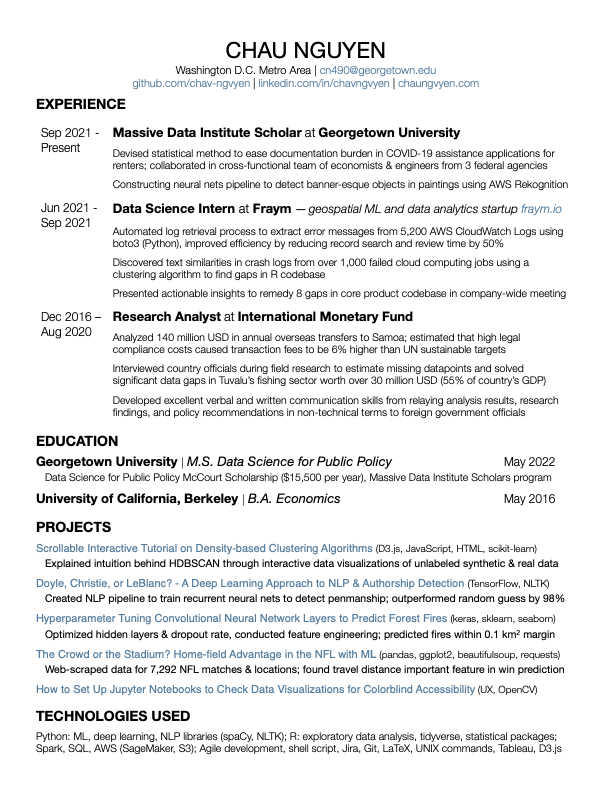 CHAU NGUYEN
Washington D.C. Metro Area | cn490@georgetown.edu
github.com/chav-ngvyen | linkedin.com/in/chavngvyen | chaungvyen.com
EXPERIENCE
Sep 2021 - Present
Massive Data Institute Scholar at Georgetown University
Devised statistical method to ease documentation burden in COVID-19 assistance applications for
renters; collaborated in cross-functional team of economists & engineers from 3 federal agencies
Constructing neural nets pipeline to detect banner-esque objects in paintings using AWS Rekognition
Jun 2021 - Sep 2021
Data Science Intern at Fraym — geospatial ML and data analytics startup fraym.io
Automated log retrieval process to extract error messages from 5,200 AWS CloudWatch Logs using
boto3 (Python), improved efficiency by reducing record search and review time by 50%
Discovered text similarities in crash logs from over 1,000 failed cloud computing jobs using a
clustering algorithm to find gaps in R codebase
Presented actionable insights to remedy 8 gaps in core product codebase in company-wide meeting
Dec 2016 – Aug 2020
Research Analyst at International Monetary Fund
Analyzed 140 million USD in annual overseas transfers to Samoa; estimated that high legal
compliance costs caused transaction fees to be 6% higher than UN sustainable targets
Interviewed country officials during field research to estimate missing datapoints and solved
significant data gaps in Tuvalu's fishing sector worth over 30 million USD (55% of country's GDP)
Developed excellent verbal and written communication skills from relaying analysis results, research
findings, and policy recommendations in non-technical terms to foreign government officials
EDUCATION
Georgetown University | M.S. Data Science for Public Policy May 2022
Data Science for Public Policy McCourt Scholarship ($15,500 per year), Massive Data Institute Scholars program
University of California, Berkeley | B.A. Economics May 2016
PROJECTS
Scrollable Interactive Tutorial on Density-based Clustering Algorithms (D3.js, JavaScript, HTML, scikit-learn)
Explained intuition behind HDBSCAN through interactive data visualizations of unlabeled synthetic & real data
Doyle, Christie, or LeBlanc? - A Deep Learning Approach to NLP & Authorship Detection (TensorFlow, NLTK)
Created NLP pipeline to train recurrent neural nets to detect penmanship; outperformed random guess by 98%
Hyperparameter Tuning Convolutional Neural Network Layers to Predict Forest Fires (keras, sklearn, seaborn)
Optimized hidden layers & dropout rate, conducted feature engineering; predicted fires within 0.1 km² margin
The Crowd or the Stadium? Home-field Advantage in the NFL with ML (pandas, ggplot2, beautifulsoup, requests)
Web-scraped data for 7,292 NFL matches & locations; found travel distance important feature in win prediction
How to Set Up Jupyter Notebooks to Check Data Visualizations for Colorblind Accessibility (UX, OpenCV)
TECHNOLOGIES USED
Python: ML, deep learning, NLP libraries (spaCy, NLTK); R: exploratory data analysis, tidyverse, statistical packages;
Spark, SQL, AWS (SageMaker, S3); Agile development, shell script, Jira, Git, LaTeX, UNIX commands, Tableau, D3.js